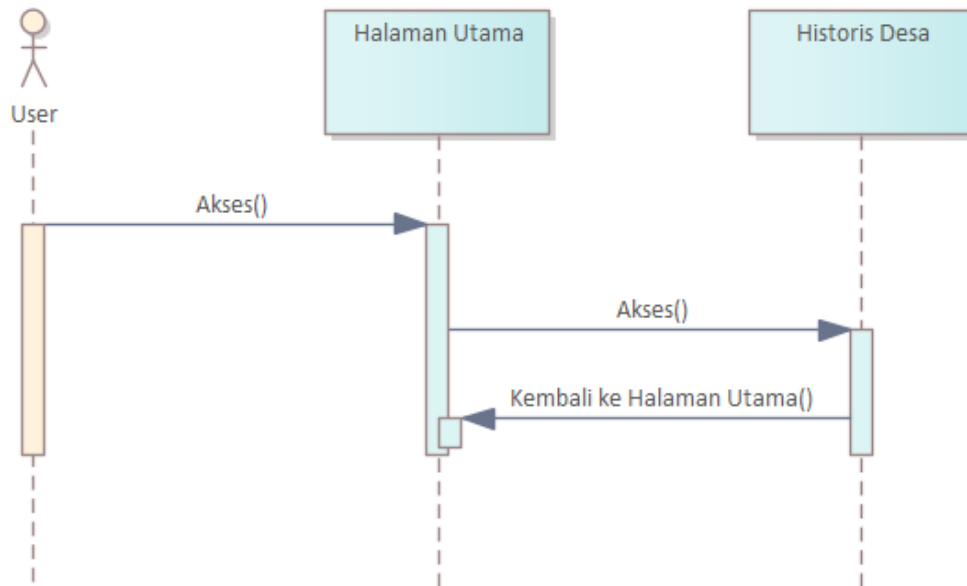 Halaman Utama
Historis Desa
User
Akses()
Akses()
Kembali ke Halaman Utama()